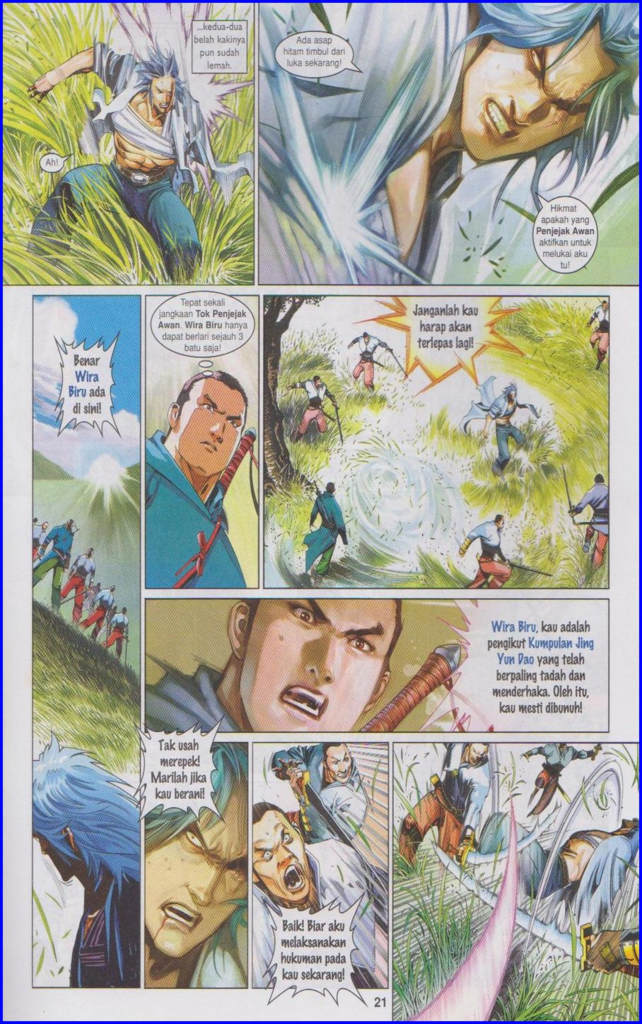 ...kedua-dua
belah kakinya
pun sudah
lemah.
Ah!
Ada asap
hitam timbul dari
luka sekarang!
Hikmat
apakah yang
Penjejak Awan
aktifkan untuk
melukai aku
tu!
Benar
Wira
Biru ada
di sini!
Tepat sekali
jangkaan Tok Penjejak
Awan. Wira Biru hanya
dapat berlari sejauh 3
batu saja!
Janganlah kau
harap akan
terlepas lagi!
Wira Biru, kau adalah
pengikut Kumpulan Jing
Yun Dao yang telah
berpaling tadah dan
menderhaka. Oleh itu,
kau mesti dibunuh!
Tak usah
merepek!
Marilah jika
kau berani!
Baik! Biar aku
melaksanakan
hukuman pada
kau sekarang!
21